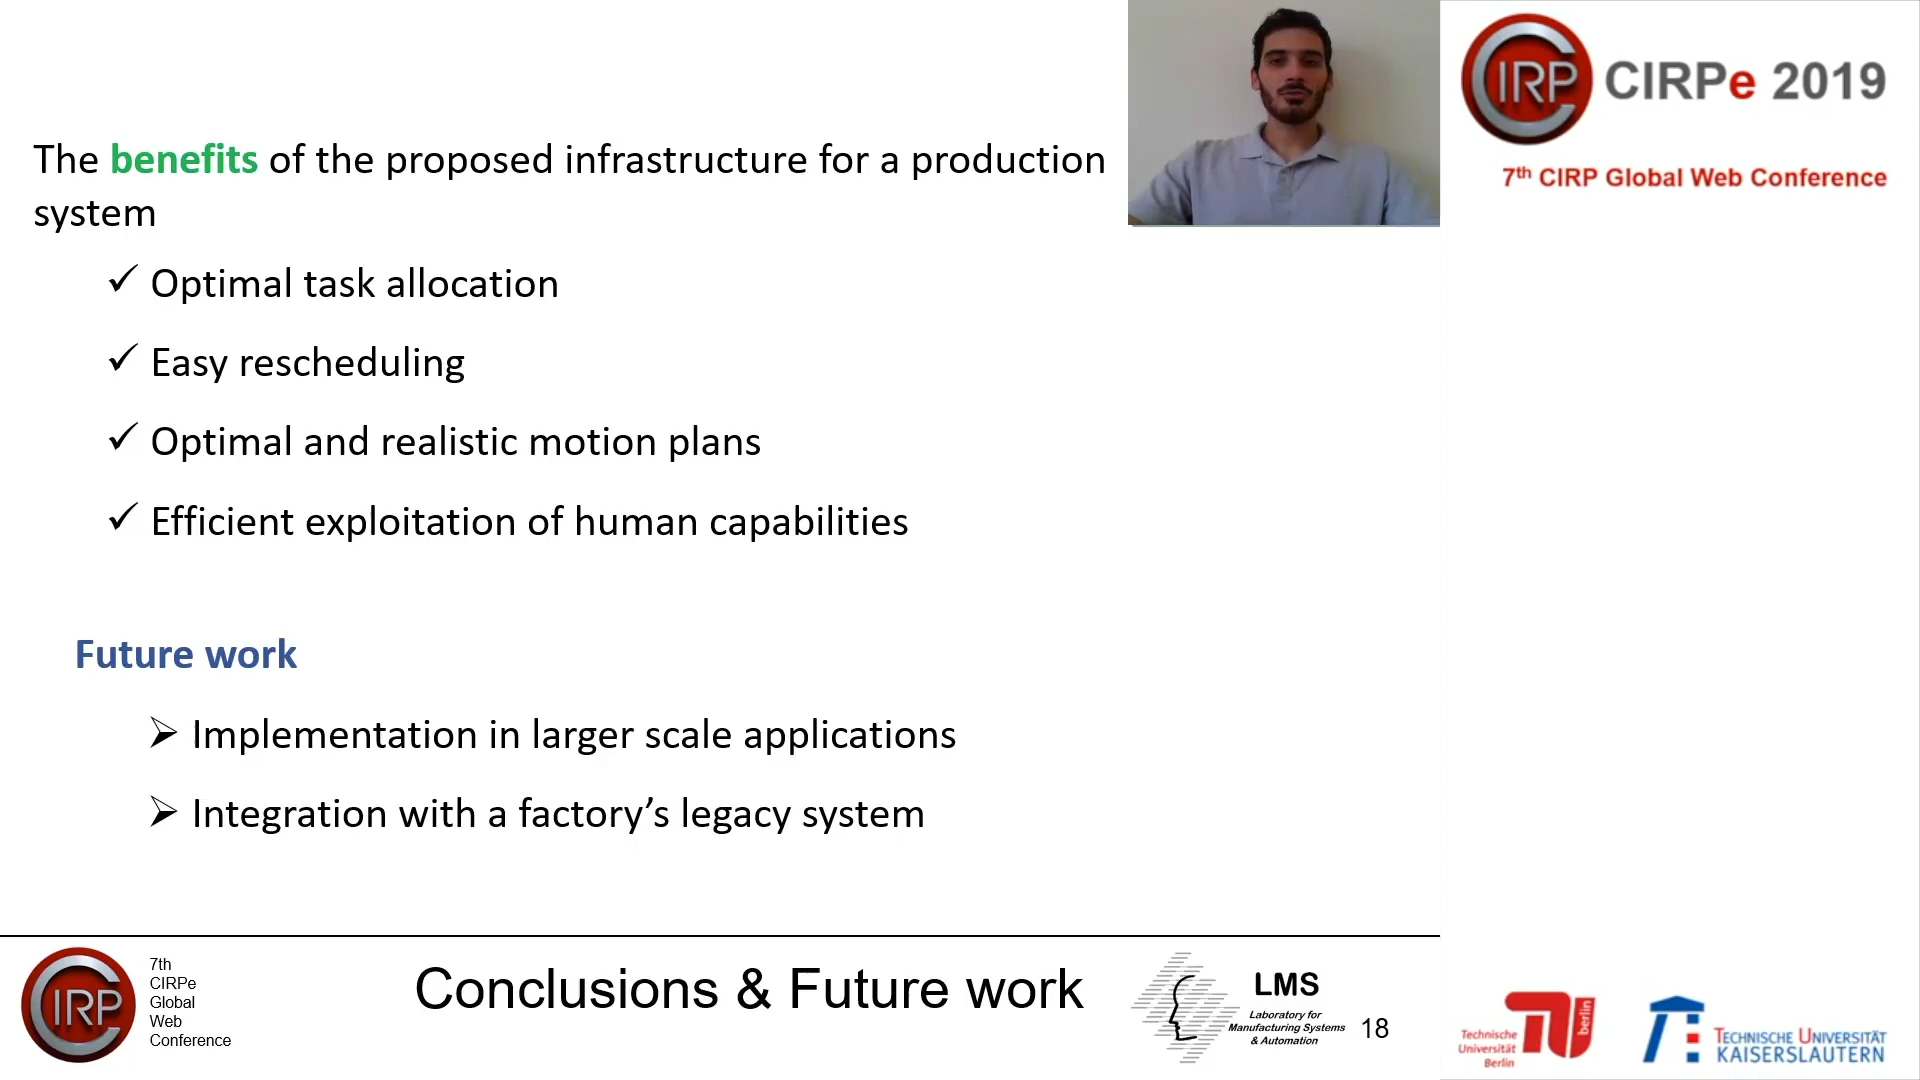 CIRP CIRPe 2019
7th CIRP Global Web Conference
The benefits of the proposed infrastructure for a production
system
✓ Optimal task allocation
✓ Easy rescheduling
✓ Optimal and realistic motion plans
✓ Efficient exploitation of human capabilities
Future work
➢ Implementation in larger scale applications
➢ Integration with a factory’s legacy system
CIRP
7th
CIRPe
Global
Web
Conference
Conclusions & Future work
LMS
Laboratory for
Manufacturing Systems
& Automation
18
Technische
Universität
Berlin
berlin
TECHNISCHE UNIVERSITÄT
KAISERSLAUTERN